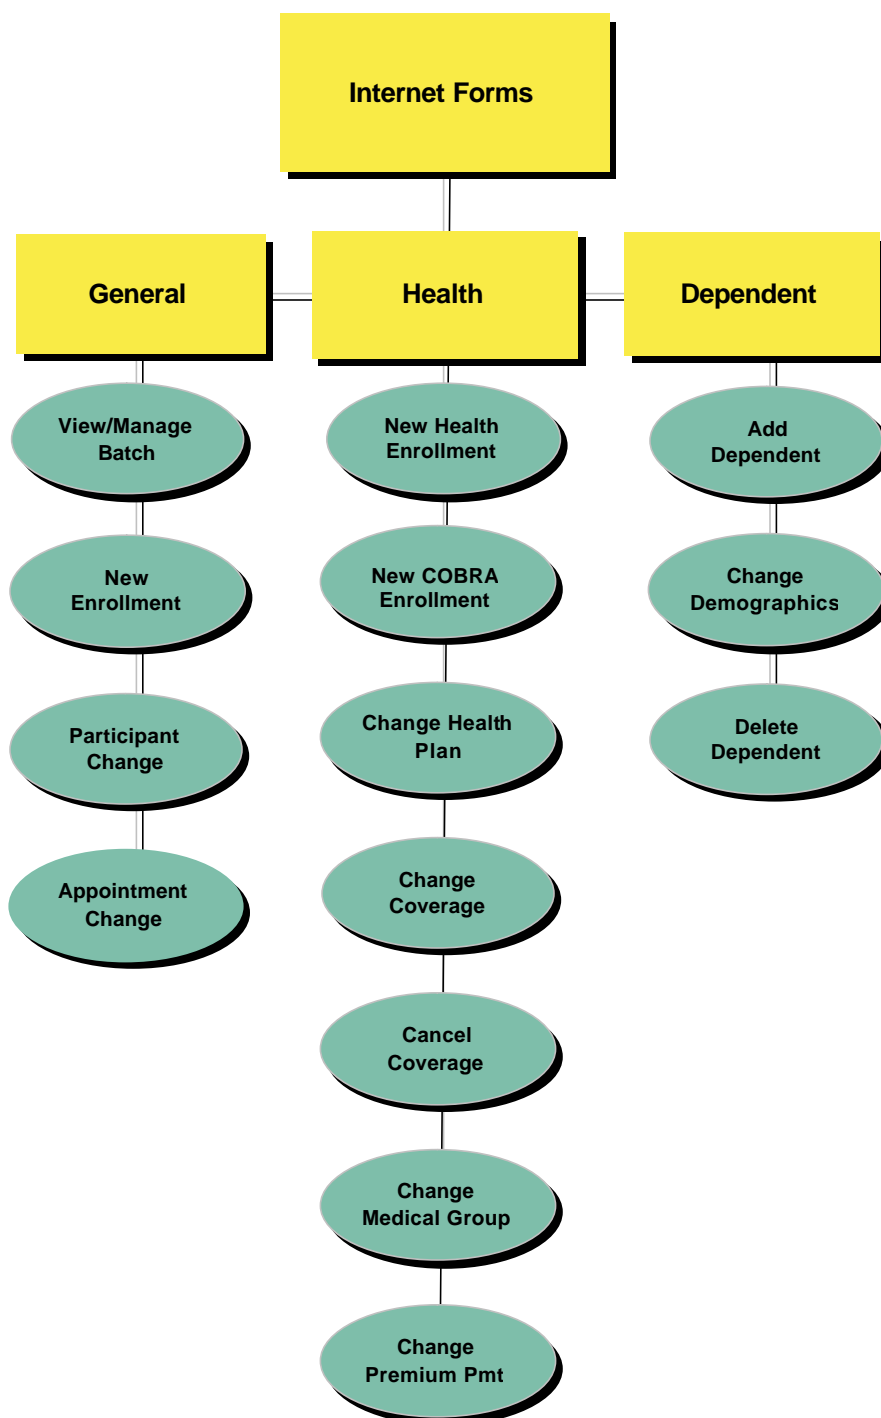 Internet Forms
General
Health
Dependent
View/Manage
Batch
New
Enrollment
Participant
Change
Appointment
Change
New Health
Enrollment
New COBRA
Enrollment
Change Health
Plan
Change
Coverage
Cancel
Coverage
Change
Medical Group
Change
Premium Pmt
Add
Dependent
Change
Demographics
Delete
Dependent